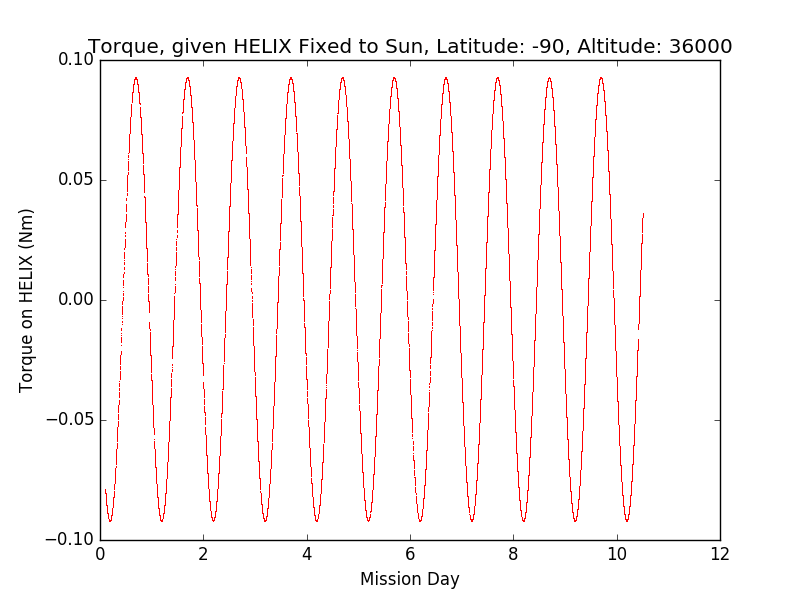 Torque, given HELIX Fixed to Sun, Latitude: -90, Altitude: 36000
0.10
0.05
0.00
−0.05
−0.10
Torque on HELIX (Nm)
0 2 4 6 8 10 12
Mission Day